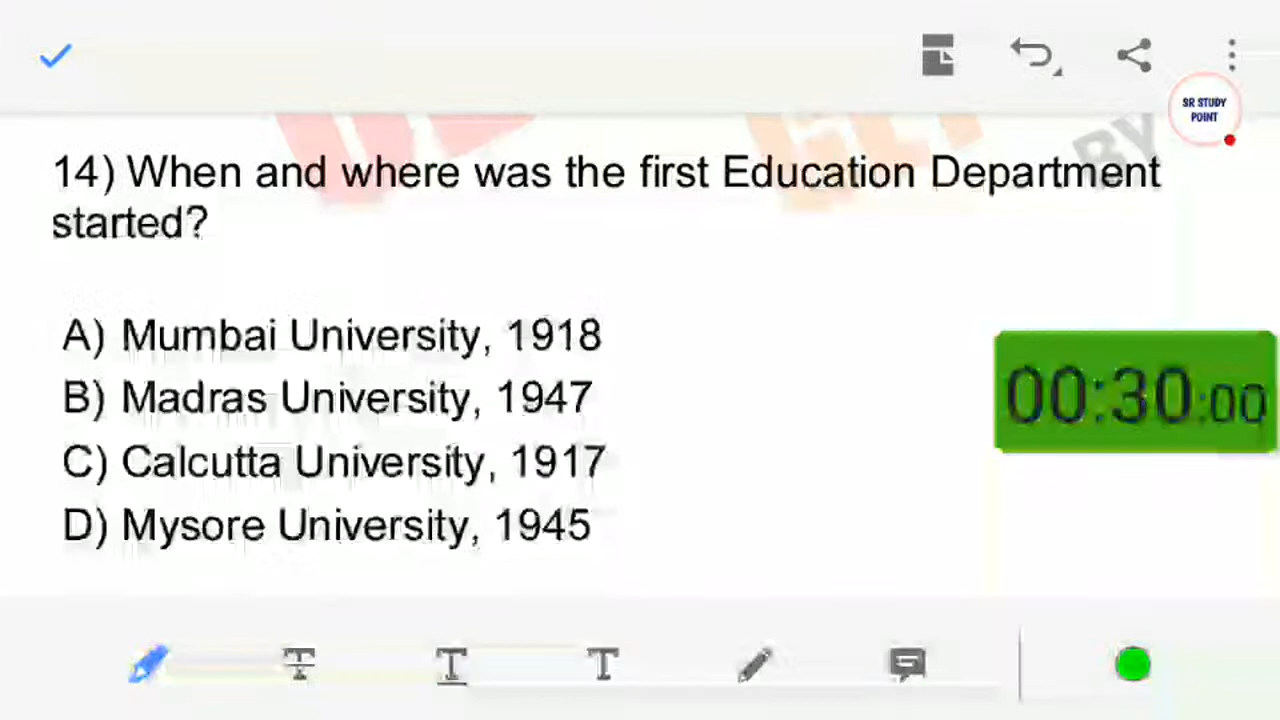 SR STUDY
POINT
BY
14) When and where was the first Education Department
started?
A) Mumbai University, 1918
B) Madras University, 1947
C) Calcutta University, 1917
D) Mysore University, 1945
00:30:00